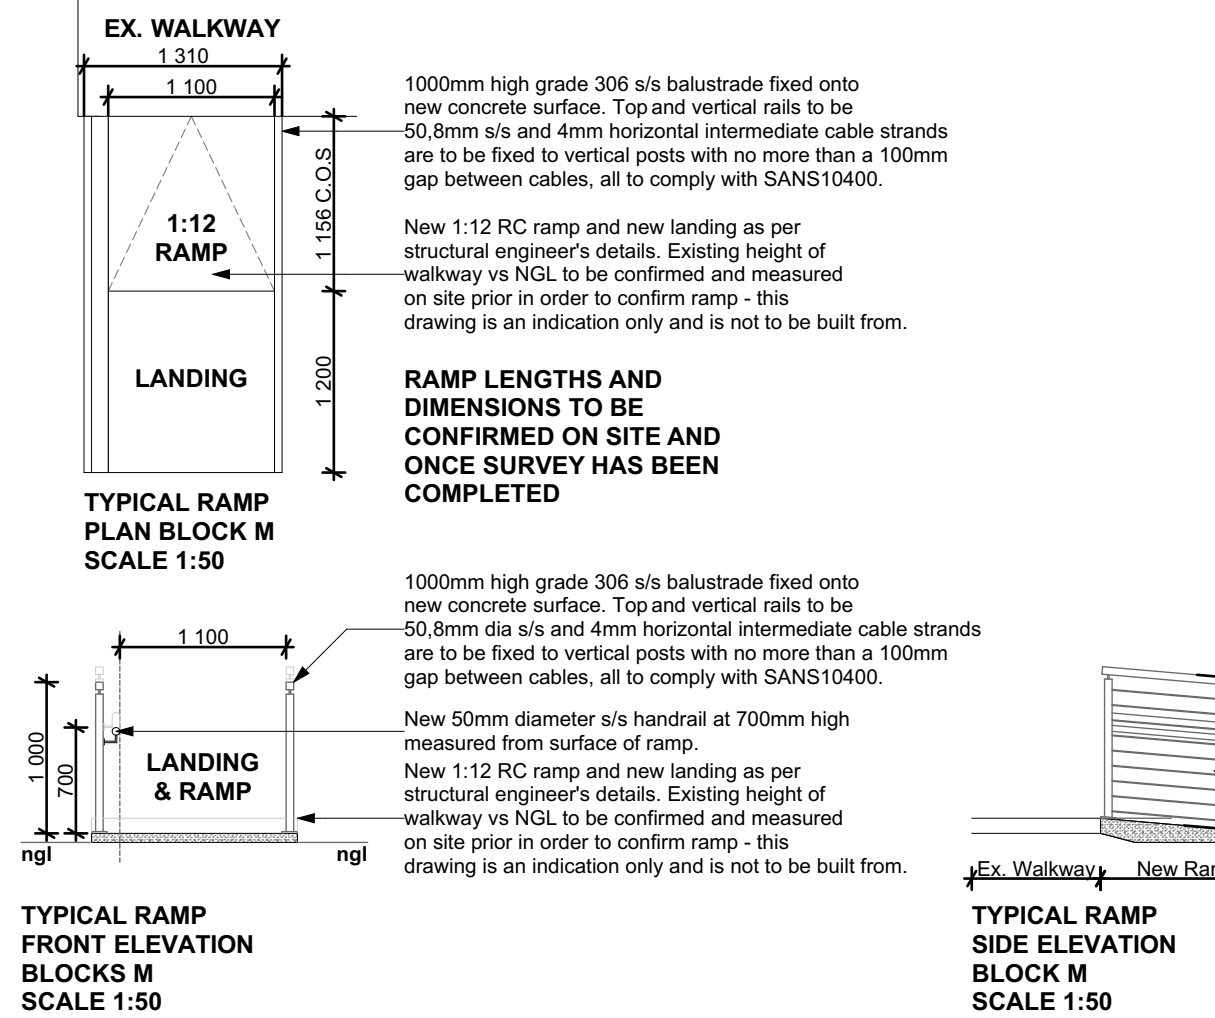 EX. WALKWAY
1 310
1 100
1 156 C.O.S
1:12
RAMP
LANDING
1 200
1000mm high grade 306 s/s balustrade fixed onto
new concrete surface. Top and vertical rails to be
50,8mm s/s and 4mm horizontal intermediate cable strands
are to be fixed to vertical posts with no more than a 100mm
gap between cables, all to comply with SANS10400.
New 1:12 RC ramp and new landing as per
structural engineer's details. Existing height of
walkway vs NGL to be confirmed and measured
on site prior in order to confirm ramp - this
drawing is an indication only and is not to be built from.
RAMP LENGTHS AND
DIMENSIONS TO BE
CONFIRMED ON SITE AND
ONCE SURVEY HAS BEEN
COMPLETED
TYPICAL RAMP
PLAN BLOCK M
SCALE 1:50
1 100
1 000
700
LANDING
& RAMP
ngl
ngl
1000mm high grade 306 s/s balustrade fixed onto
new concrete surface. Top and vertical rails to be
50,8mm dia s/s and 4mm horizontal intermediate cable strands
are to be fixed to vertical posts with no more than a 100mm
gap between cables, all to comply with SANS10400.
New 50mm diameter s/s handrail at 700mm high
measured from surface of ramp.
New 1:12 RC ramp and new landing as per
structural engineer's details. Existing height of
walkway vs NGL to be confirmed and measured
on site prior in order to confirm ramp - this
drawing is an indication only and is not to be built from.
TYPICAL RAMP
FRONT ELEVATION
BLOCKS M
SCALE 1:50
Ex. Walkway
New
TYPICAL RAMP
SIDE ELEVATION
BLOCK M
SCALE 1:50